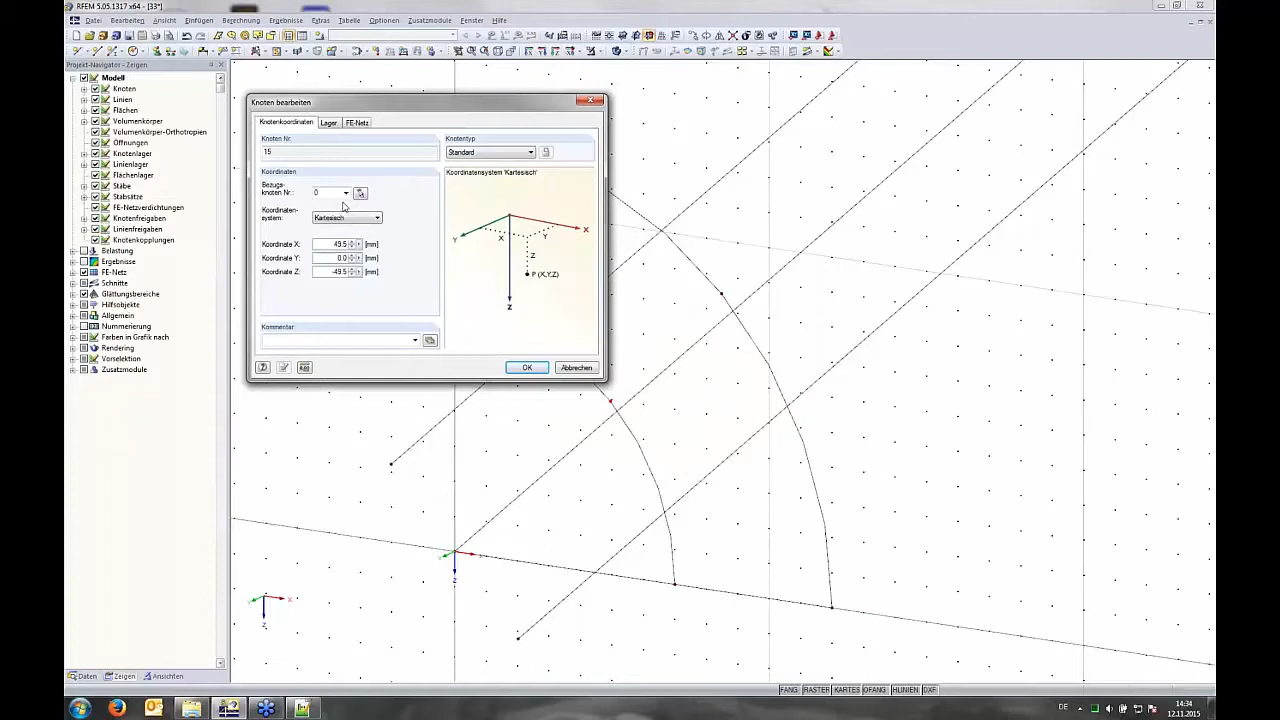 RFEM 5.05.1317 x64 - [33*]
Datei Bearbeiten Ansicht Einfügen Berechnung Ergebnisse Extras Tabelle Optionen Zusatzmodule Fenster Hilfe
Projekt-Navigator - Zeigen
Modell
Knoten
Linien
Flächen
Volumenkörper
Volumenkörper-Orthotropien
Öffnungen
Knotenlager
Linienlager
Flächenlager
Stäbe
Stabsätze
FE-Netzverdichtungen
Knotenfreigaben
Linienfreigaben
Knotenkopplungen
Belastung
Ergebnisse
FE-Netz
Schnitte
Glättungsbereiche
Hilfsobjekte
Allgemein
Nummerierung
Farben in Grafik nach
Rendering
Vorselektion
Zusatzmodule
Daten Zeigen Ansichten
Knoten bearbeiten
Knotenkoordinaten Lager FE-Netz
Knoten Nr.
15
Knotentyp
Standard
Koordinaten
Bezugs-
knoten Nr.: 0
Koordinaten-
system: Kartesisch
Koordinate X: 49.5 [mm]
Koordinate Y: 0.0 [mm]
Koordinate Z: -49.5 [mm]
Kommentar
Koordinatensystem 'Kartesisch'
X
Y
X
Y
Z
P (X,Y,Z)
Z
OK Abbrechen
Z
X
Z
FANG RASTER KARTES OFANG HLINIEN DXF
DE
14:34
12.11.2015